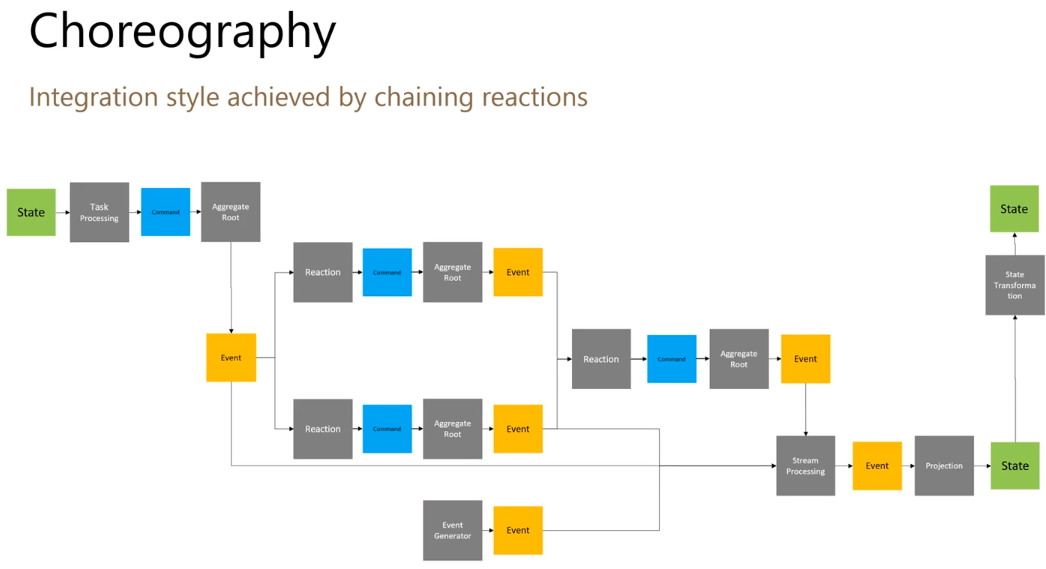 Choreography
Integration style achieved by chaining reactions
State
Task
Processing
Command
Aggregate
Root
State
Reaction
Command
Aggregate
Root
Event
State
Transforma
tion
Event
Reaction
Command
Aggregate
Root
Event
Reaction
Command
Aggregate
Root
Event
Stream
Processing
Event
Projection
State
Event
Generator
Event